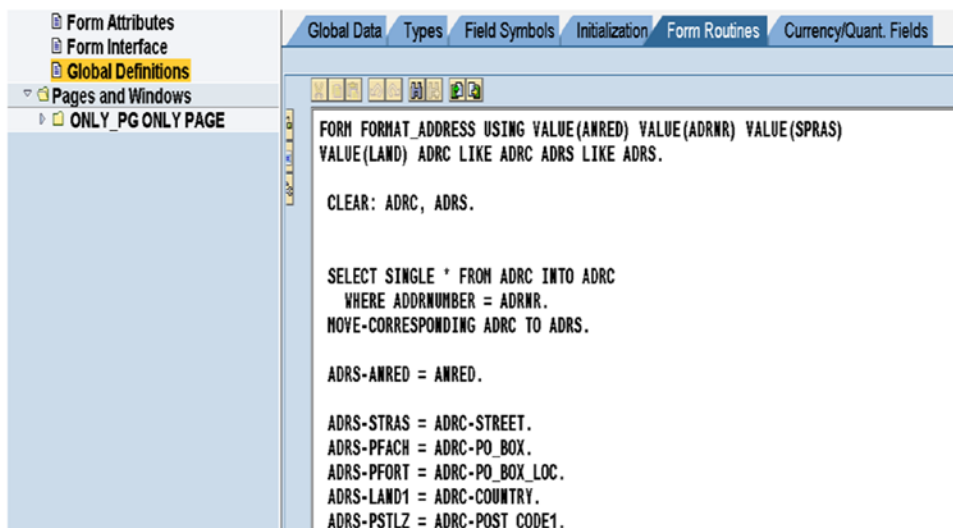 Form Attributes
Form Interface
Global Definitions
Pages and Windows
ONLY_PG ONLY PAGE
Global Data Types Field Symbols Initialization Form Routines Currency/Quant. Fields
FORM FORMAT_ADDRESS USING VALUE(ANRED) VALUE(ADRNR) VALUE(SPRAS)
VALUE(LAND) ADRC LIKE ADRC ADRS LIKE ADRS.
CLEAR: ADRC, ADRS.
SELECT SINGLE * FROM ADRC INTO ADRC
WHERE ADDRNUMBER = ADRNR.
MOVE-CORRESPONDING ADRC TO ADRS.
ADRS-ANRED = ANRED.
ADRS-STRAS = ADRC-STREET.
ADRS-PFACH = ADRC-PO_BOX.
ADRS-PFORT = ADRC-PO_BOX_LOC.
ADRS-LAND1 = ADRC-COUNTRY.
ADRS-PSTLZ = ADRC-POST_CODE1.